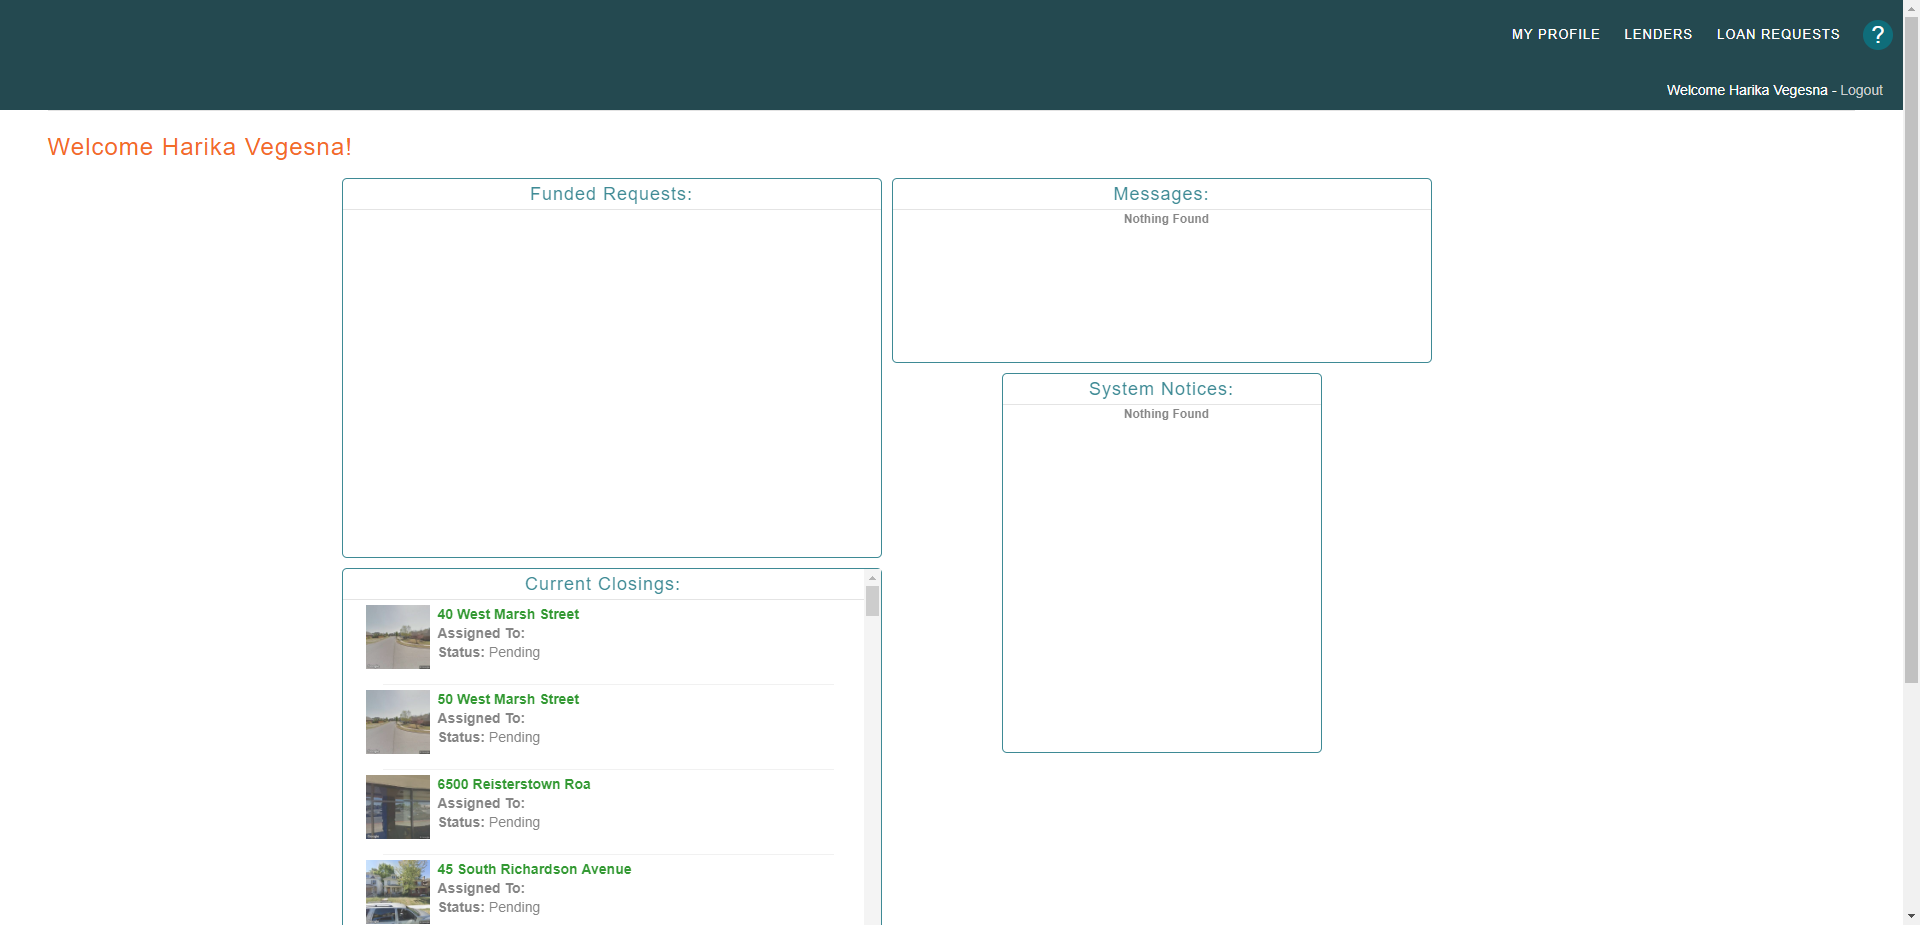 MY PROFILE LENDERS LOAN REQUESTS ?
Welcome Harika Vegesna - Logout
Welcome Harika Vegesna!
Funded Requests:
Messages:
Nothing Found
System Notices:
Nothing Found
Current Closings:
40 West Marsh Street
Assigned To:
Status: Pending
50 West Marsh Street
Assigned To:
Status: Pending
6500 Reisterstown Roa
Assigned To:
Status: Pending
45 South Richardson Avenue
Assigned To:
Status: Pending